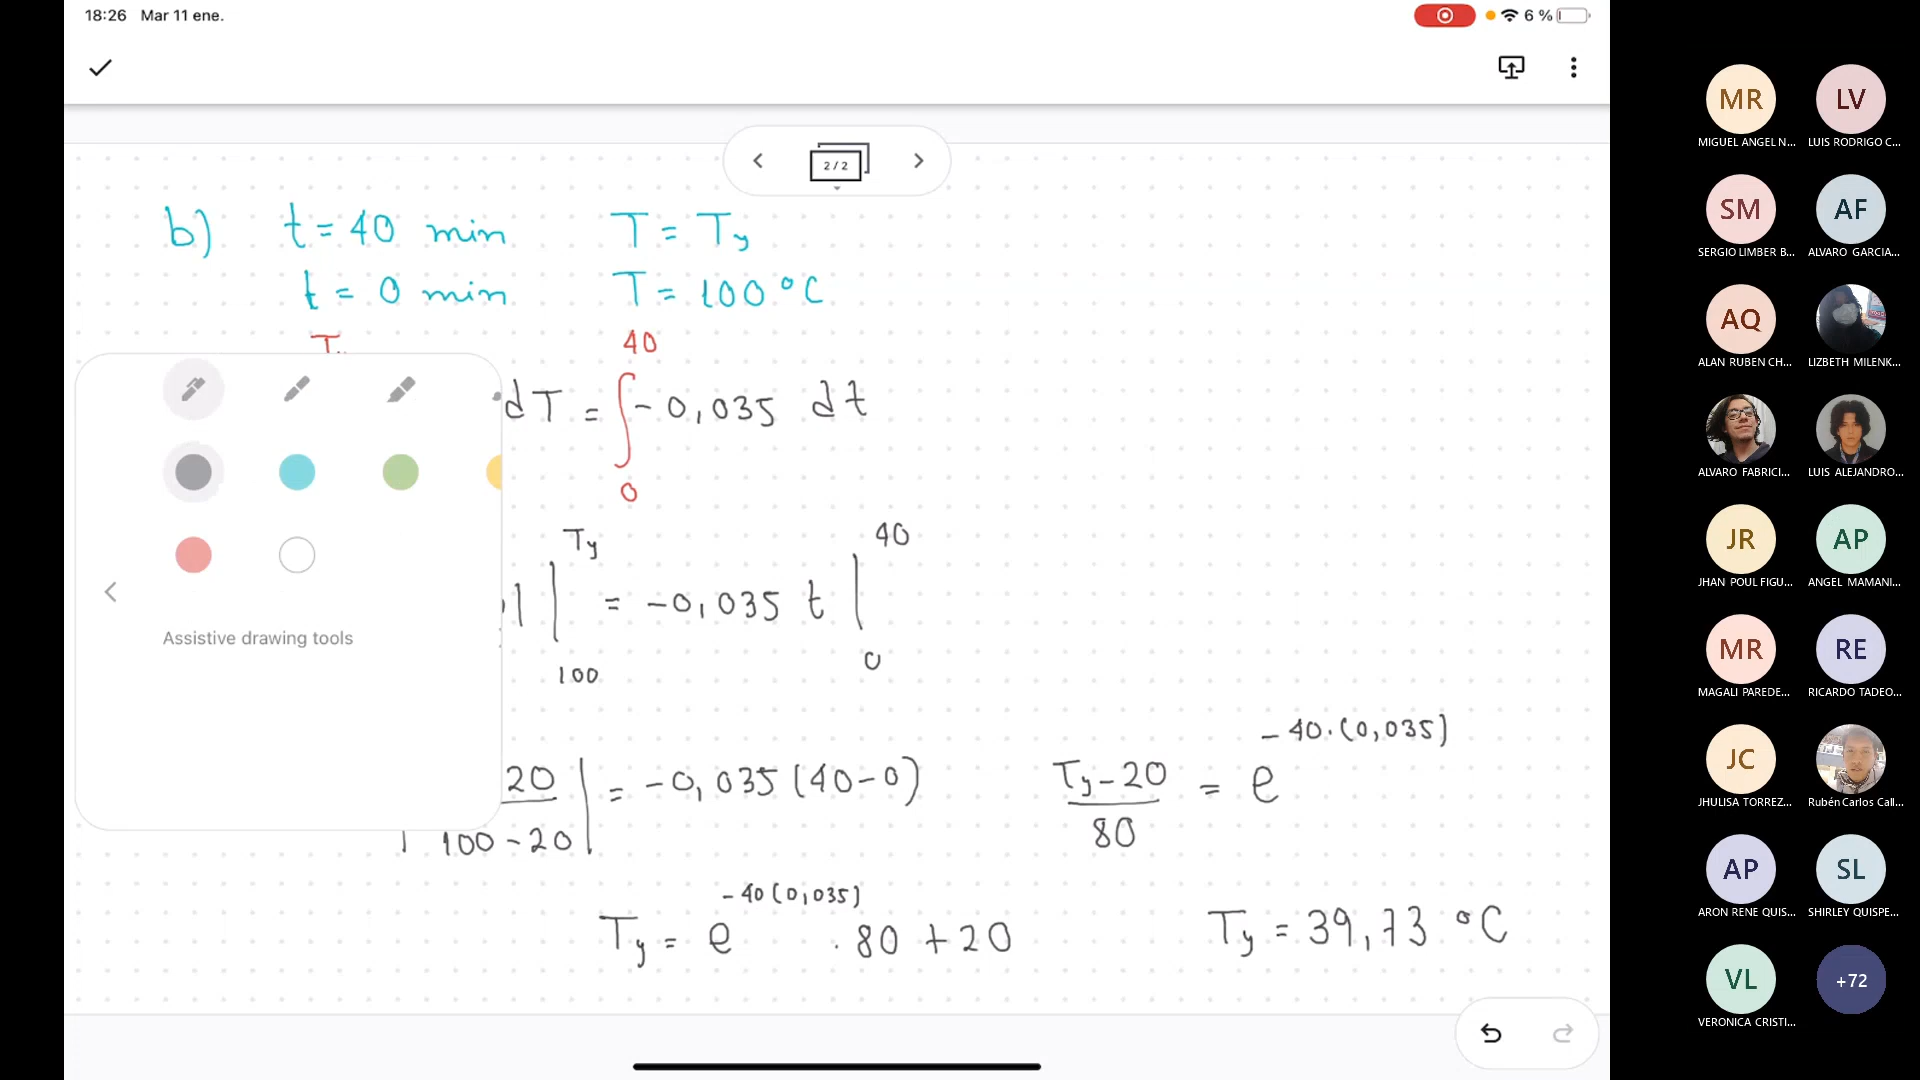 18:26 Mar 11 ene.
6 %
2 / 2
b) t = 40 min T = Ty
t = 0 min T = 100 °C
40
dT = ∫ - 0,035 dt
0
Ty 40
| = -0,035 t |
100 0
- 40.(0,035)
20 | = -0,035 (40-0) Ty - 20 = e
100 - 20 80
- 40 (0,035)
Ty = e . 80 + 20 Ty = 39,73 °C
Assistive drawing tools
MR LV
MIGUEL ANGEL N... LUIS RODRIGO C...
SM AF
SERGIO LIMBER B... ALVARO GARCIA...
AQ
ALAN RUBEN CH... LIZBETH MILENK...
ALVARO FABRICI... LUIS ALEJANDRO...
JR AP
JHAN POUL FIGU... ANGEL MAMANI...
MR RE
MAGALI PAREDE... RICARDO TADEO...
JC
JHULISA TORREZ... Rubén Carlos Call...
AP SL
ARON RENE QUIS... SHIRLEY QUISPE...
VL +72
VERONICA CRISTI...